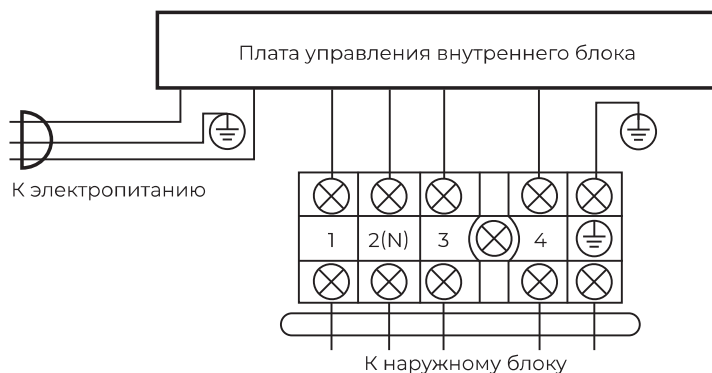 Плата управления внутреннего блока
К электропитанию
1 2(N) 3 4
К наружному блоку